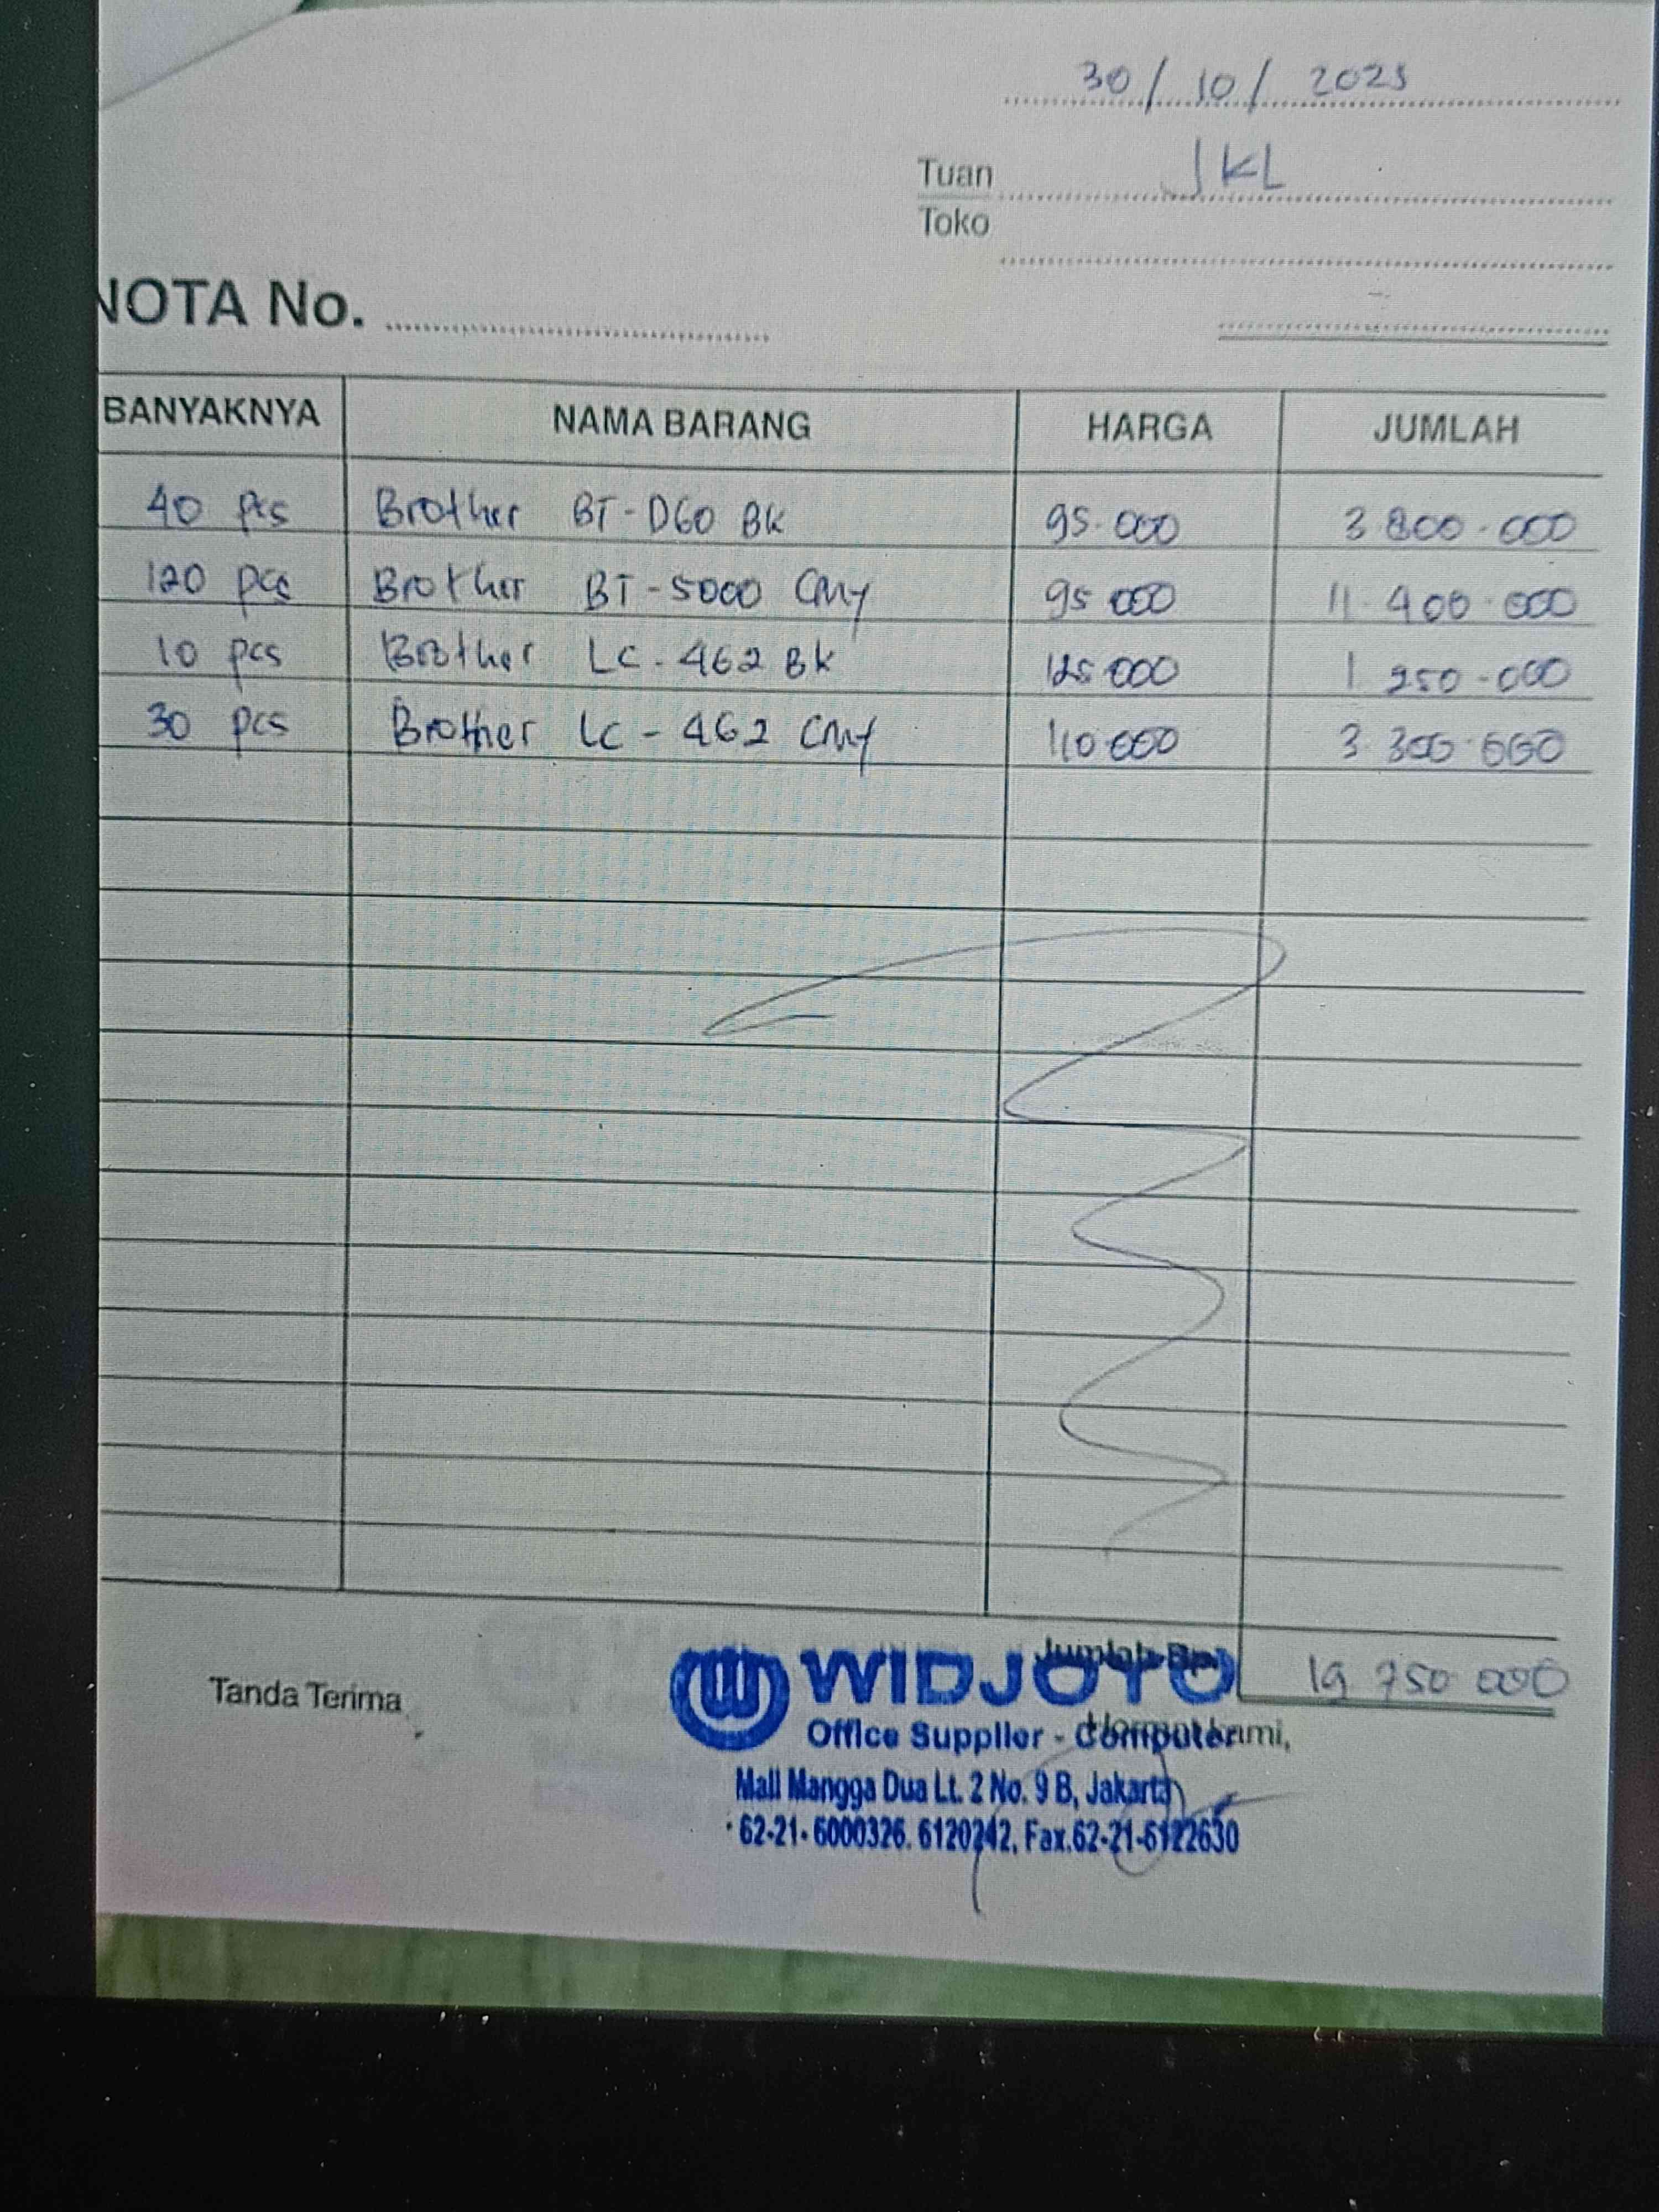 30 / 10 / 2025
Tuan JKL
Toko
NOTA No.
BANYAKNYA NAMA BARANG HARGA JUMLAH
40 pcs Brother BT-D60 BK 95.000 3 800.000
120 pcs Brother BT-5000 CMY 95 000 11.400.000
10 pcs Brother LC-462 BK 125 000 1 250-000
30 pcs Brother LC-462 CMY 110 000 3 300.000
Jumlah Rp. 19 750 000
Tanda Terima
Hormat kami,
WIDJOYO
Office Supplier - Computer
Mall Mangga Dua Lt. 2 No. 9 B, Jakarta
62-21-6000326. 6120242, Fax.62-21-6122630